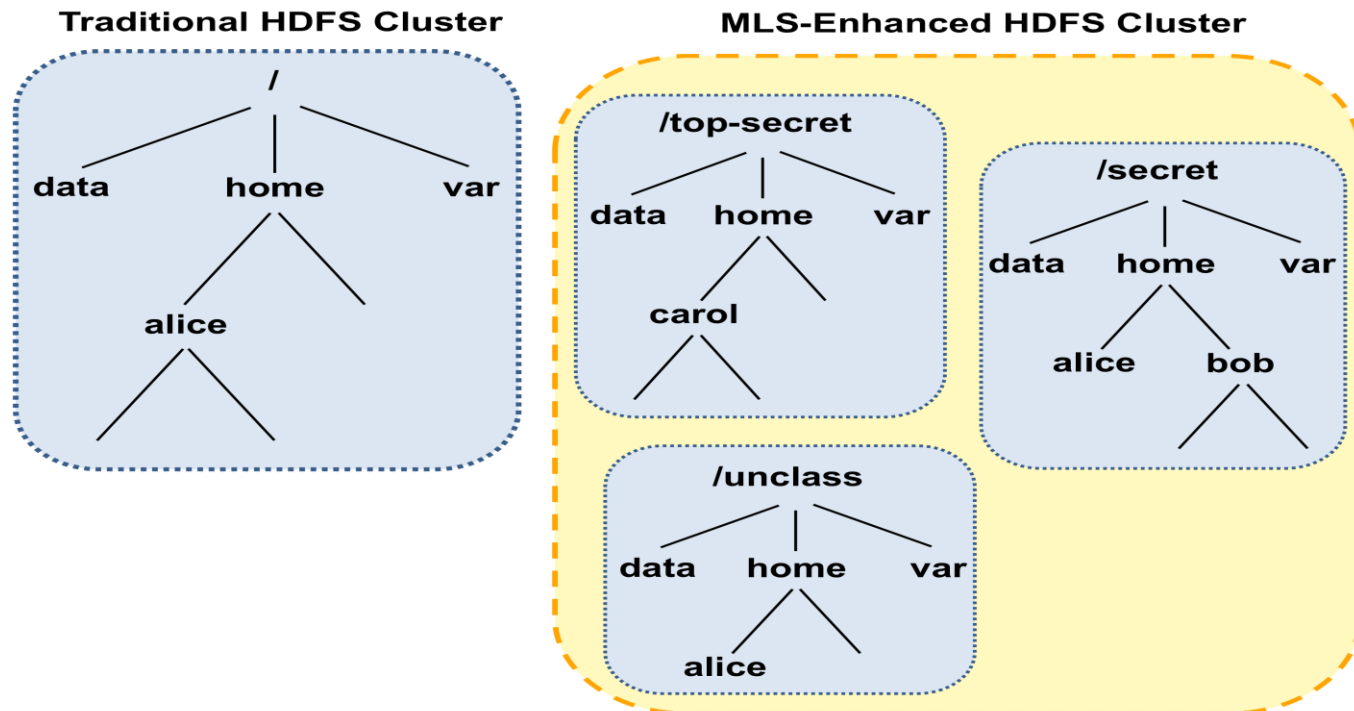 Traditional HDFS Cluster
/
data home var
alice
MLS-Enhanced HDFS Cluster
/top-secret
data home var
carol
/secret
data home var
alice bob
/unclass
data home var
alice